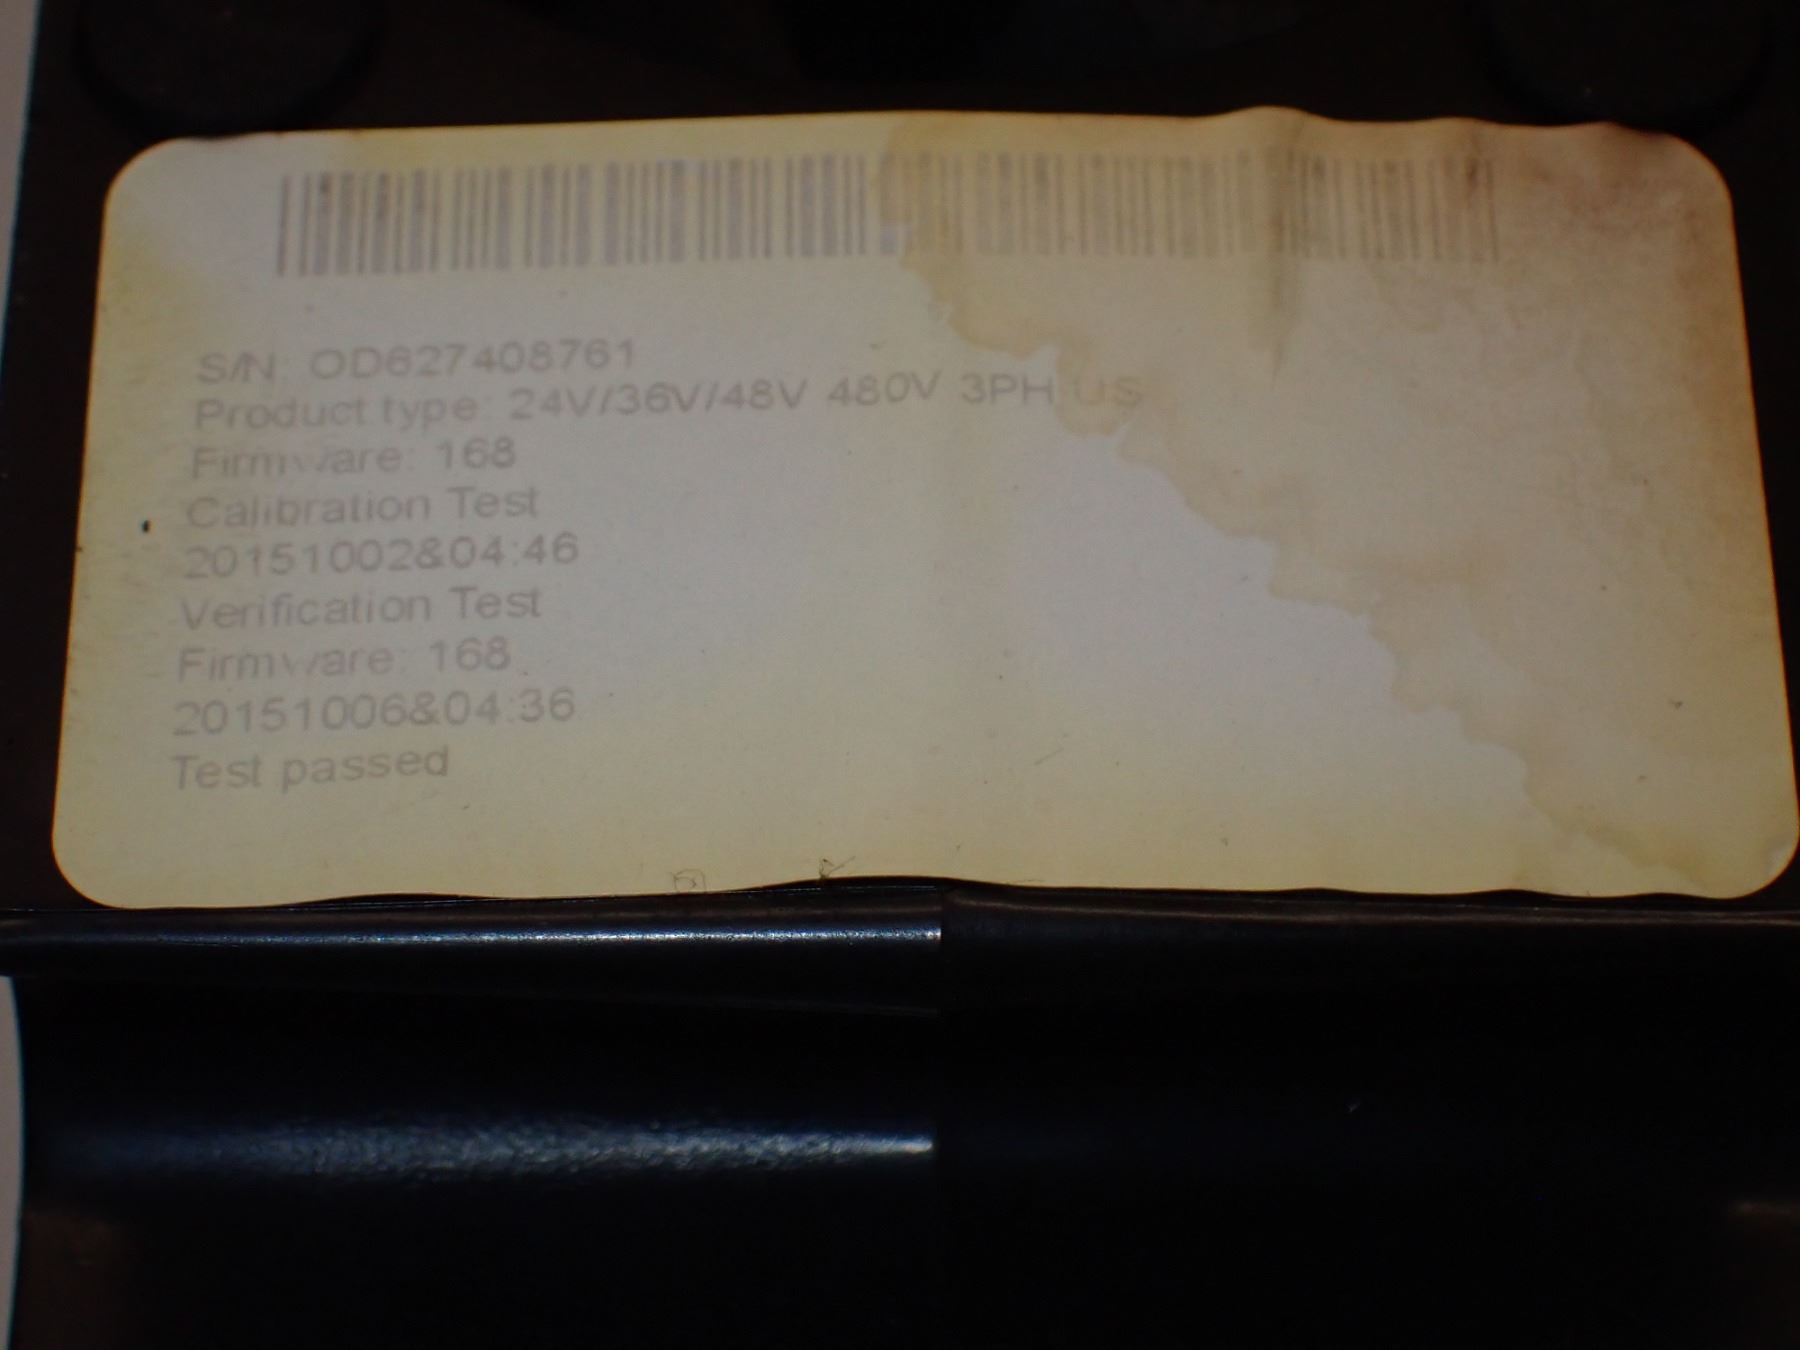 S/N: OD627408761
Product type: 24V/36V/48V 480V 3PH US
Firmware: 168
Calibration Test
20151002&04:46
Verification Test
Firmware: 168
20151006&04:36
Test passed